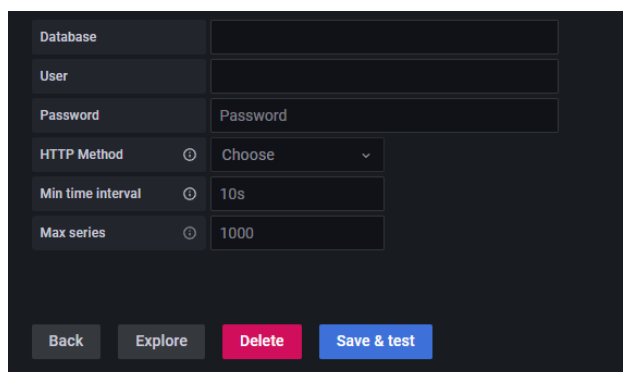 Database
User
Password Password
HTTP Method Choose
Min time interval 10s
Max series 1000
Back Explore Delete Save & test